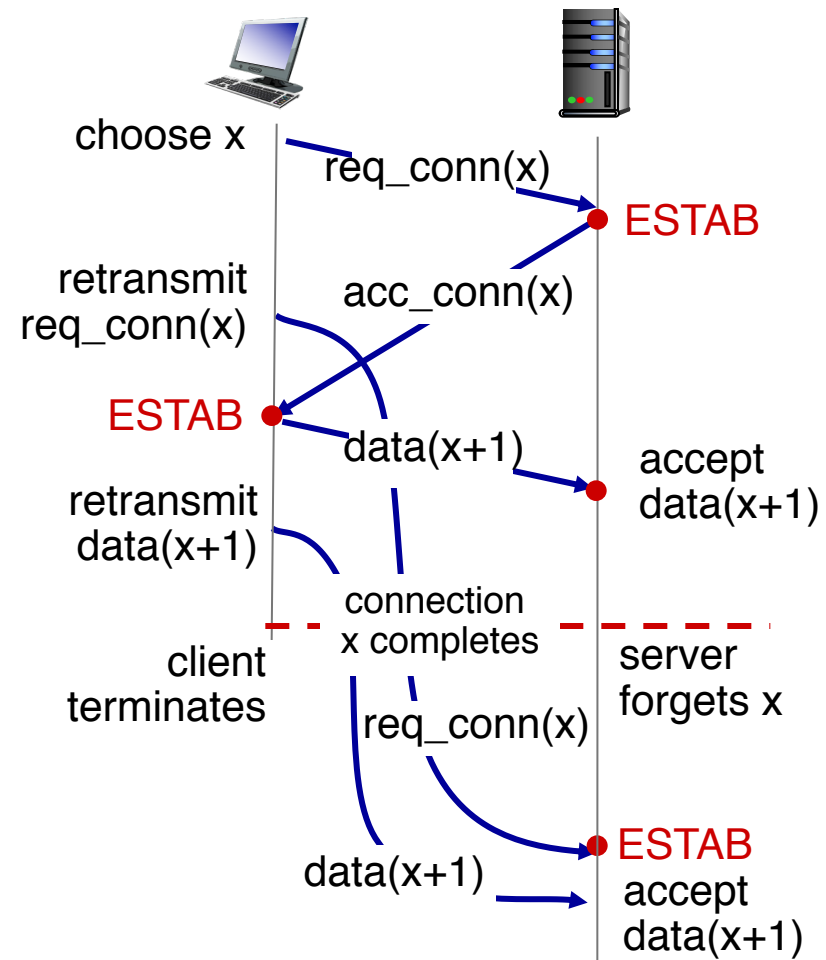 choose x
req_conn(x)
ESTAB
retransmit
req_conn(x)
acc_conn(x)
ESTAB
data(x+1)
accept
data(x+1)
retransmit
data(x+1)
connection
x completes
client
terminates
server
forgets x
req_conn(x)
ESTAB
data(x+1)
accept
data(x+1)